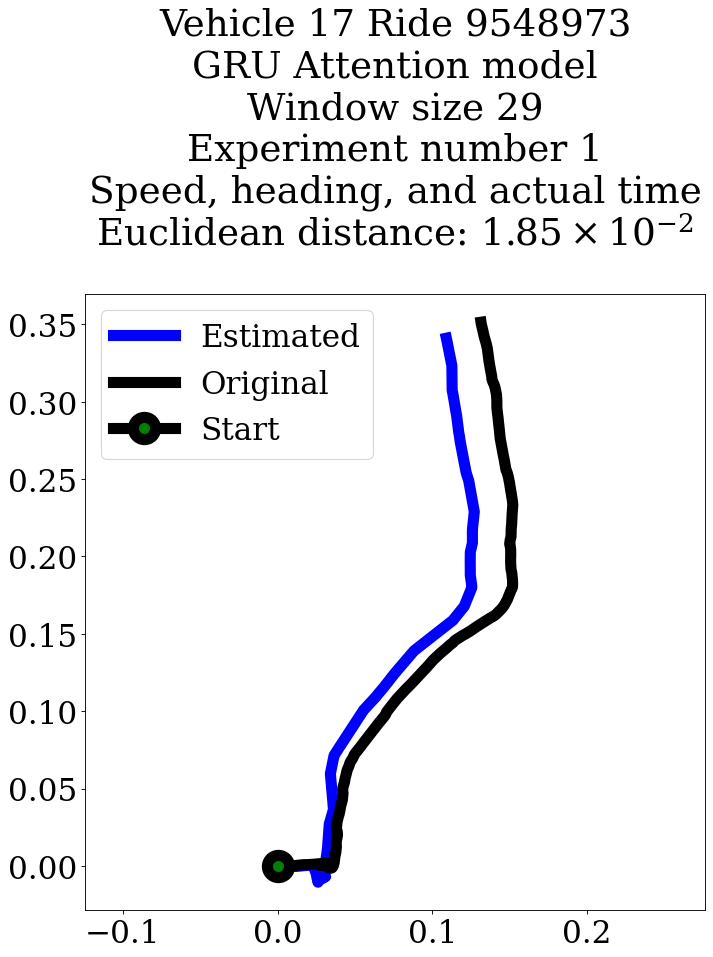 Vehicle 17 Ride 9548973
GRU Attention model
Window size 29
Experiment number 1
Speed, heading, and actual time
Euclidean distance: 1.85 × 10⁻²
Estimated
Original
Start
0.35
0.30
0.25
0.20
0.15
0.10
0.05
0.00
−0.1
0.0
0.1
0.2